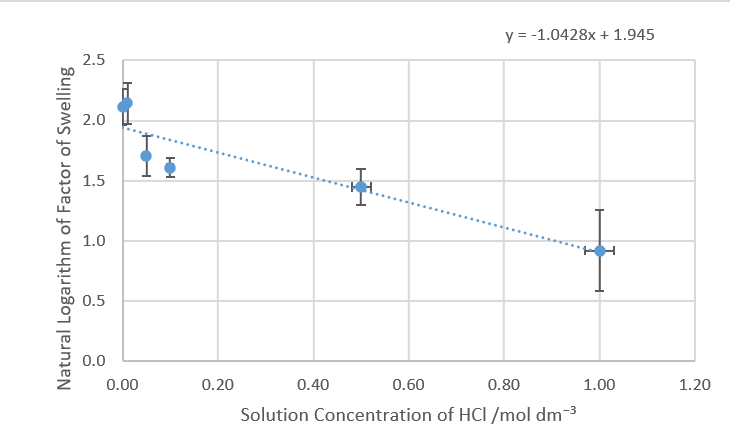 y = -1.0428x + 1.945
Natural Logarithm of Factor of Swelling
2.5
2.0
1.5
1.0
0.5
0.0
0.00 0.20 0.40 0.60 0.80 1.00 1.20
Solution Concentration of HCl /mol dm⁻³